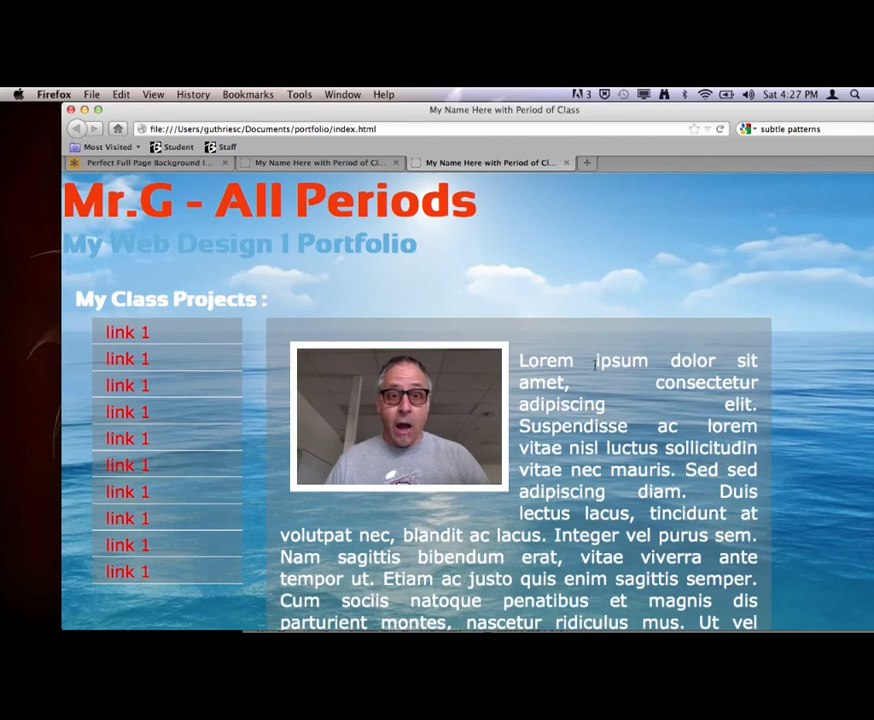 Firefox File Edit View History Bookmarks Tools Window Help 3 Sat 4:27 PM
My Name Here with Period of Class
file:///Users/guthriesc/Documents/portfolio/index.html subtle patterns
Most Visited Student Staff
Perfect Full Page Background I... My Name Here with Period of Cl... My Name Here with Period of Cl...
Mr.G - All Periods
My Web Design 1 Portfolio
My Class Projects :
link 1
link 1
link 1
link 1
link 1
link 1
link 1
link 1
link 1
link 1
Lorem ipsum dolor sit
amet, consectetur
adipiscing elit.
Suspendisse ac lorem
vitae nisl luctus sollicitudin
vitae nec mauris. Sed sed
adipiscing diam. Duis
lectus lacus, tincidunt at
volutpat nec, blandit ac lacus. Integer vel purus sem.
Nam sagittis bibendum erat, vitae viverra ante
tempor ut. Etiam ac justo quis enim sagittis semper.
Cum sociis natoque penatibus et magnis dis
parturient montes, nascetur ridiculus mus. Ut vel